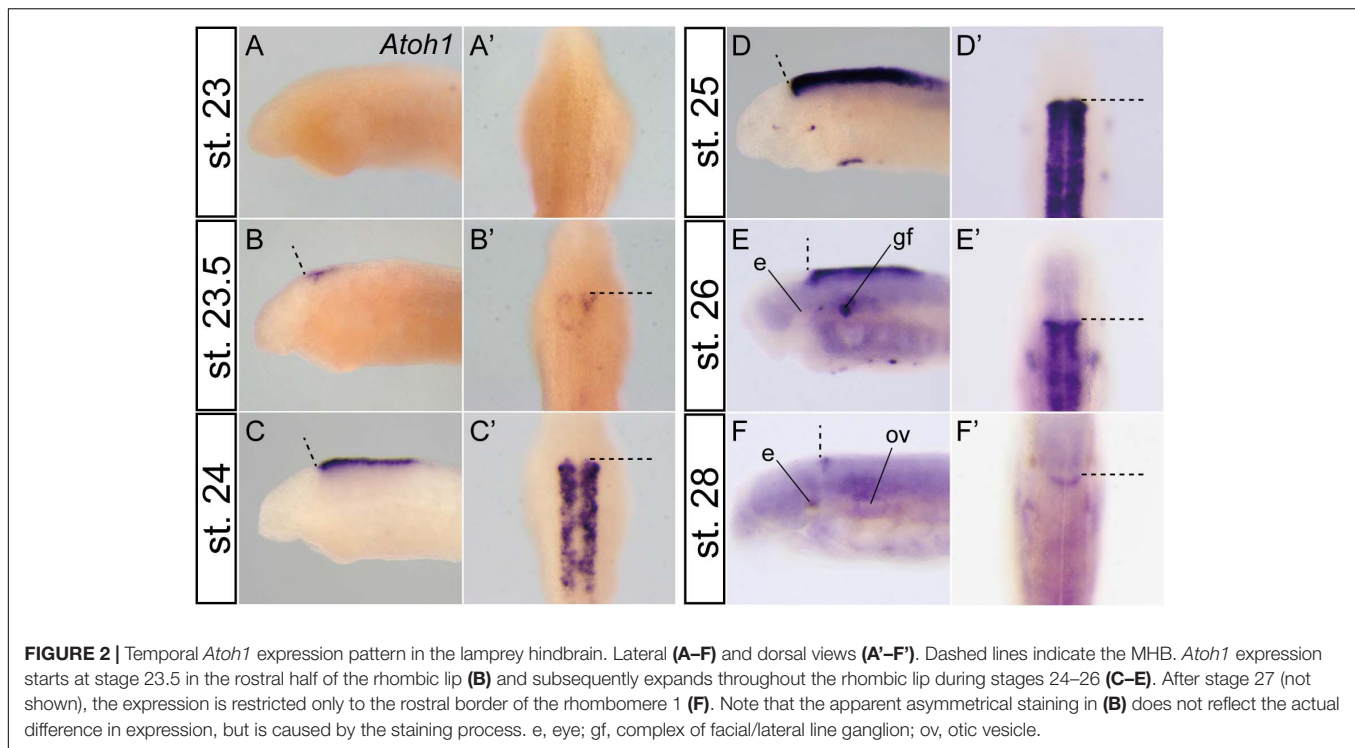 st. 23
A
Atoh1
A’
st. 23.5
B
B’
st. 24
C
C’
st. 25
D
D’
st. 26
E
e
gf
E’
st. 28
F
e
ov
F’
FIGURE 2 | Temporal Atoh1 expression pattern in the lamprey hindbrain. Lateral (A–F) and dorsal views (A’–F’). Dashed lines indicate the MHB. Atoh1 expression
starts at stage 23.5 in the rostral half of the rhombic lip (B) and subsequently expands throughout the rhombic lip during stages 24–26 (C–E). After stage 27 (not
shown), the expression is restricted only to the rostral border of the rhombomere 1 (F). Note that the apparent asymmetrical staining in (B) does not reflect the actual
difference in expression, but is caused by the staining process. e, eye; gf, complex of facial/lateral line ganglion; ov, otic vesicle.